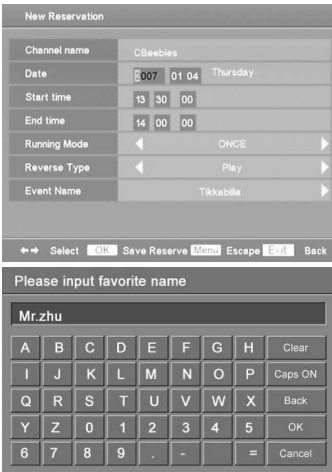 New Reservation
Channel name CBeebies
Date 2007 01 04 Thursday
Start time 13 30 00
End time 14 00 00
Running Mode ONCE
Reverse Type Play
Event Name Tikkabilla
Select OK Save Reserve Menu Escape Exit Back
Please input favorite name
Mr.zhu
A B C D E F G H Clear
I J K L M N O P Caps ON
Q R S T U V W X Back
Y Z 0 1 2 3 4 5 OK
6 7 8 9 . - = Cancel